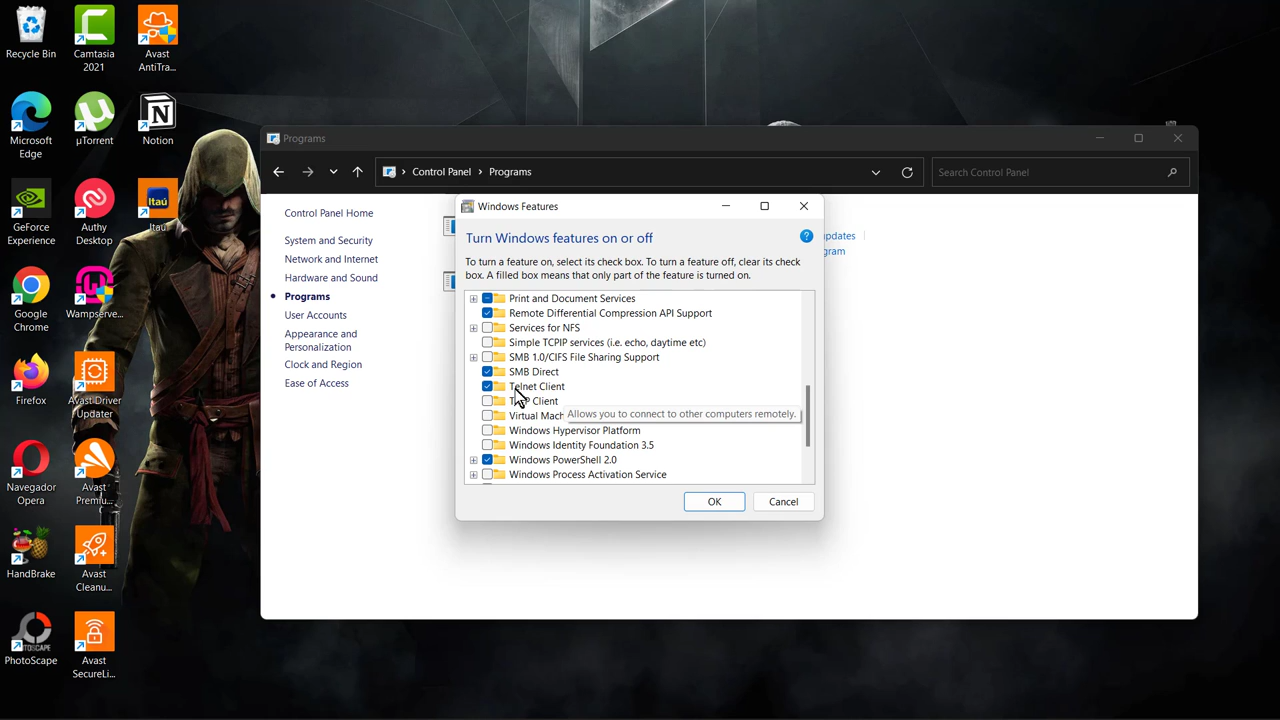 Recycle Bin
Camtasia
2021
Avast
AntiTra...
Microsoft
Edge
µTorrent
Notion
GeForce
Experience
Authy
Desktop
Itaú
Itau
Google
Chrome
Wampserve...
Firefox
Avast Driver
Updater
Navegador
Opera
Avast
Premiu...
HandBrake
Avast
Cleanu...
PhotoScape
Avast
SecureLi...
Programs
Control Panel > Programs
Search Control Panel
Control Panel Home
System and Security
Network and Internet
Hardware and Sound
Programs
User Accounts
Appearance and
Personalization
Clock and Region
Ease of Access
updates
gram
Windows Features
Turn Windows features on or off
To turn a feature on, select its check box. To turn a feature off, clear its check
box. A filled box means that only part of the feature is turned on.
Print and Document Services
Remote Differential Compression API Support
Services for NFS
Simple TCPIP services (i.e. echo, daytime etc)
SMB 1.0/CIFS File Sharing Support
SMB Direct
Telnet Client
Client
Virtual Mach
Allows you to connect to other computers remotely.
Windows Hypervisor Platform
Windows Identity Foundation 3.5
Windows PowerShell 2.0
Windows Process Activation Service
OK
Cancel